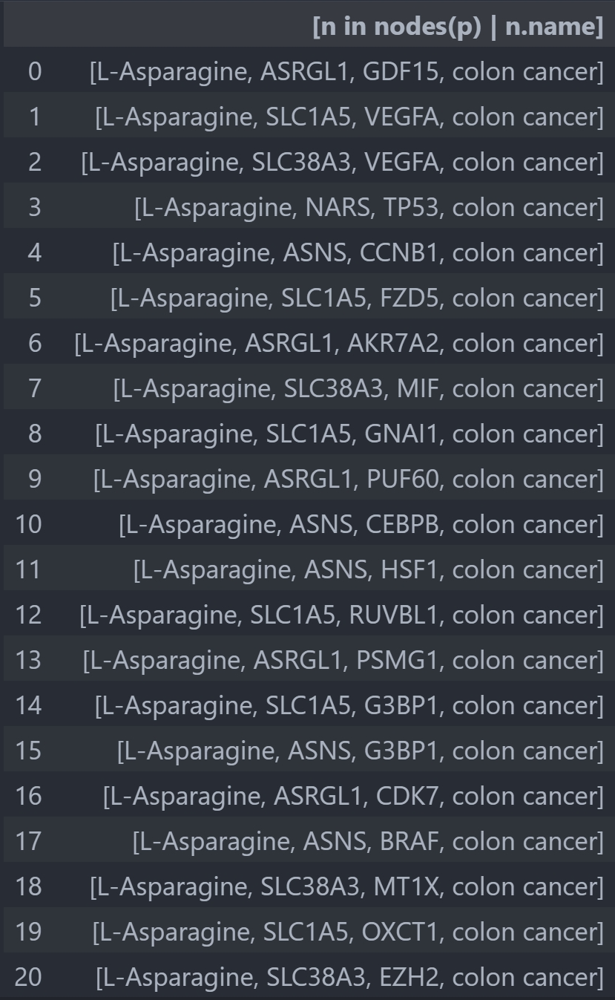 [n in nodes(p) | n.name]
0 [L-Asparagine, ASRGL1, GDF15, colon cancer]
1 [L-Asparagine, SLC1A5, VEGFA, colon cancer]
2 [L-Asparagine, SLC38A3, VEGFA, colon cancer]
3 [L-Asparagine, NARS, TP53, colon cancer]
4 [L-Asparagine, ASNS, CCNB1, colon cancer]
5 [L-Asparagine, SLC1A5, FZD5, colon cancer]
6 [L-Asparagine, ASRGL1, AKR7A2, colon cancer]
7 [L-Asparagine, SLC38A3, MIF, colon cancer]
8 [L-Asparagine, SLC1A5, GNAI1, colon cancer]
9 [L-Asparagine, ASRGL1, PUF60, colon cancer]
10 [L-Asparagine, ASNS, CEBPB, colon cancer]
11 [L-Asparagine, ASNS, HSF1, colon cancer]
12 [L-Asparagine, SLC1A5, RUVBL1, colon cancer]
13 [L-Asparagine, ASRGL1, PSMG1, colon cancer]
14 [L-Asparagine, SLC1A5, G3BP1, colon cancer]
15 [L-Asparagine, ASNS, G3BP1, colon cancer]
16 [L-Asparagine, ASRGL1, CDK7, colon cancer]
17 [L-Asparagine, ASNS, BRAF, colon cancer]
18 [L-Asparagine, SLC38A3, MT1X, colon cancer]
19 [L-Asparagine, SLC1A5, OXCT1, colon cancer]
20 [L-Asparagine, SLC38A3, EZH2, colon cancer]